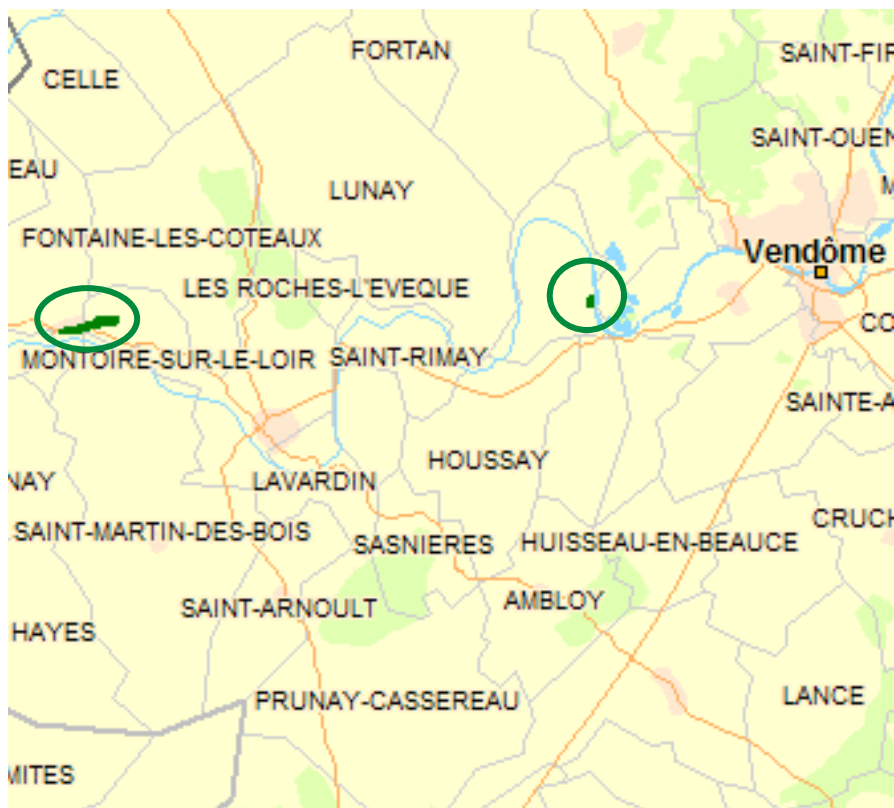 FORTAN
SAINT-FIR
CELLE
SAINT-OUEN
EAU
LUNAY
M
FONTAINE-LES-COTEAUX
Vendôme
LES ROCHES-L'EVEQUE
CO
MONTOIRE-SUR-LE-LOIR
SAINT-RIMAY
SAINTE-A
HOUSSAY
NAY
LAVARDIN
CRUCH
SAINT-MARTIN-DES-BOIS
SASNIERES
HUISSEAU-EN-BEAUCE
SAINT-ARNOULT
AMBLOY
HAYES
PRUNAY-CASSEREAU
LANCE
MITES